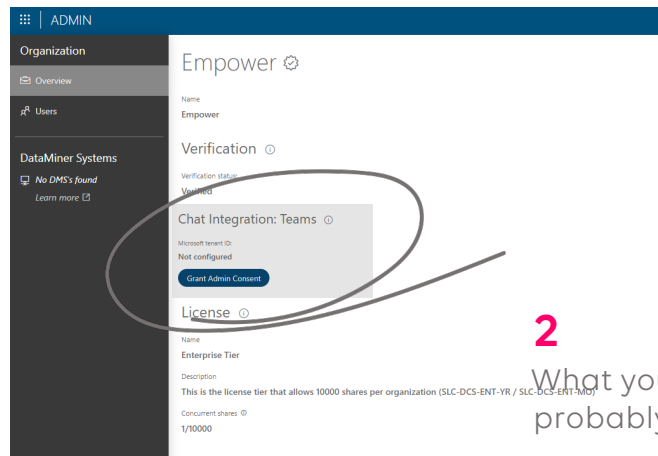 ADMIN
Organization
Overview
Users
DataMiner Systems
No DMS's found
Learn more
Empower
Name
Empower
Verification
Verification status:
Verified
Chat Integration: Teams
Microsoft tenant ID:
Not configured
Grant Admin Consent
License
Name
Enterprise Tier
Description
This is the license tier that allows 10000 shares per organization (SLC-DCS-ENT-YR / SLC-DCS-ENT-MO)
Concurrent shares
1/10000
2
What you
probably